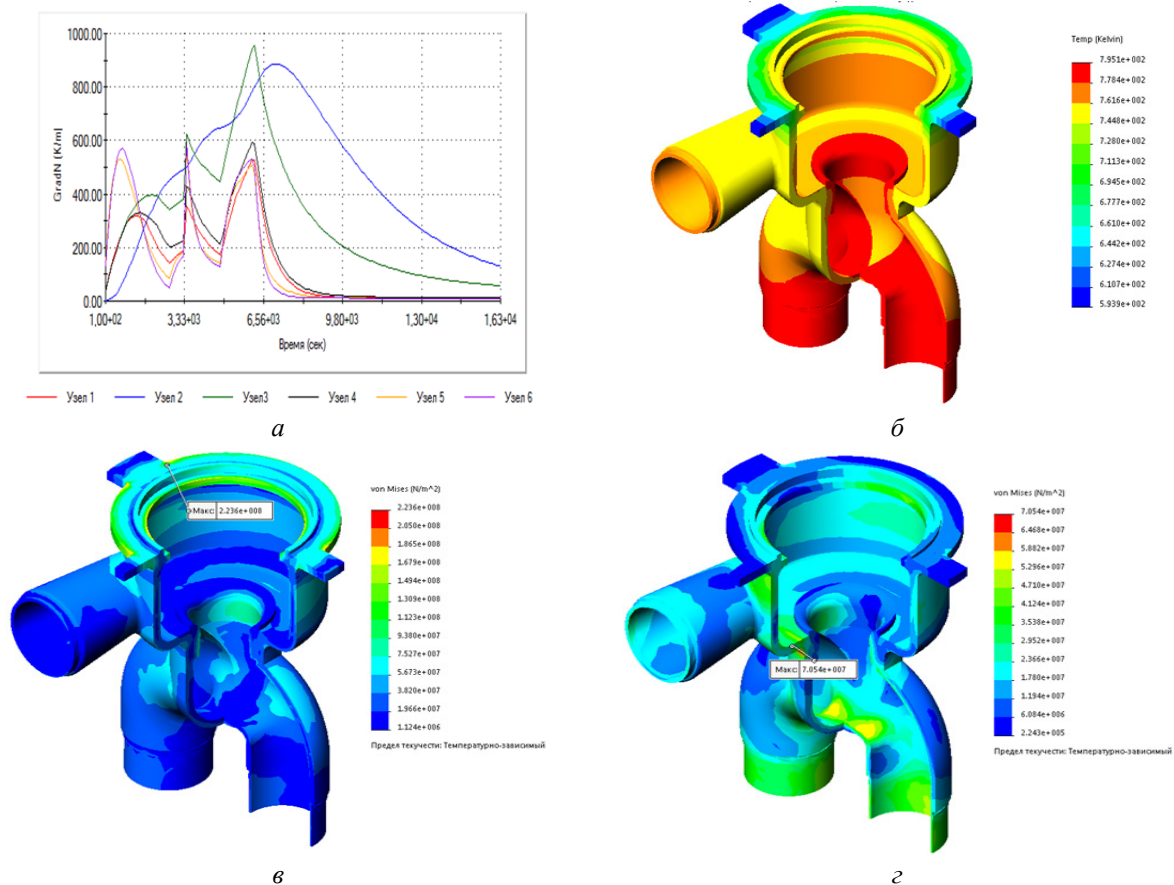 1000.00
800.00
600.00
400.00
200.00
0.00
GradN (K/m)
1,00+02 3,33+03 6,56+03 9,80+03 1,30+04 1,63+04
Время (сек)
Узел 1 Узел 2 Узел3 Узел 4 Узел 5 Узел 6
а
Temp (Kelvin)
7.951e+002
7.784e+002
7.616e+002
7.448e+002
7.280e+002
7.113e+002
6.945e+002
6.777e+002
6.610e+002
6.442e+002
6.274e+002
6.107e+002
5.939e+002
б
Макс: 2.236e+008
von Mises (N/m^2)
2.236e+008
2.050e+008
1.865e+008
1.679e+008
1.494e+008
1.309e+008
1.123e+008
9.380e+007
7.527e+007
5.673e+007
3.820e+007
1.966e+007
1.124e+006
Предел текучести: Температурно-зависимый
в
Макс: 7.054e+007
von Mises (N/m^2)
7.054e+007
6.468e+007
5.882e+007
5.296e+007
4.710e+007
4.124e+007
3.538e+007
2.952e+007
2.366e+007
1.780e+007
1.194e+007
6.084e+006
2.243e+005
Предел текучести: Температурно-зависимый
г